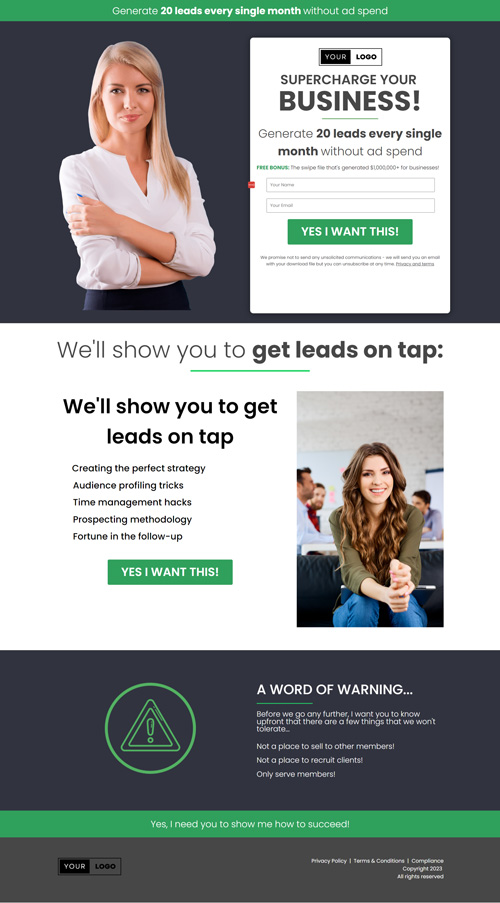 Generate 20 leads every single month without ad spend
YOUR LOGO
SUPERCHARGE YOUR
BUSINESS!
Generate 20 leads every single
month without ad spend
FREE BONUS: The swipe file that's generated $1,000,000+ for businesses!
Your Name
Your Email
YES I WANT THIS!
We promise not to send any unsolicited communications - we will send you an email
with your download file but you can unsubscribe at any time. Privacy and terms
We'll show you to get leads on tap:
We'll show you to get
leads on tap
Creating the perfect strategy
Audience profiling tricks
Time management hacks
Prospecting methodology
Fortune in the follow-up
YES I WANT THIS!
A WORD OF WARNING...
Before we go any further, I want you to know
upfront that there are a few things that we won't
tolerate...
Not a place to sell to other members!
Not a place to recruit clients!
Only serve members!
Yes, I need you to show me how to succeed!
YOUR LOGO
Privacy Policy | Terms & Conditions | Compliance
Copyright 2023
All rights reserved